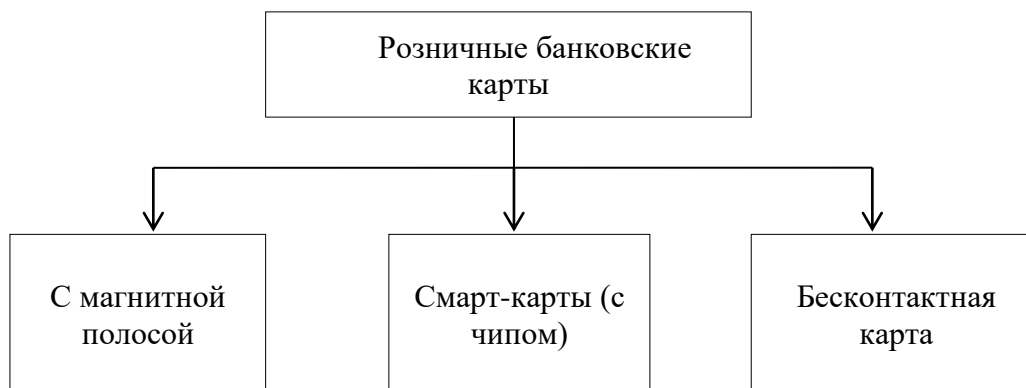 Розничные банковские
карты
С магнитной
полосой
Смарт-карты (с
чипом)
Бесконтактная
карта